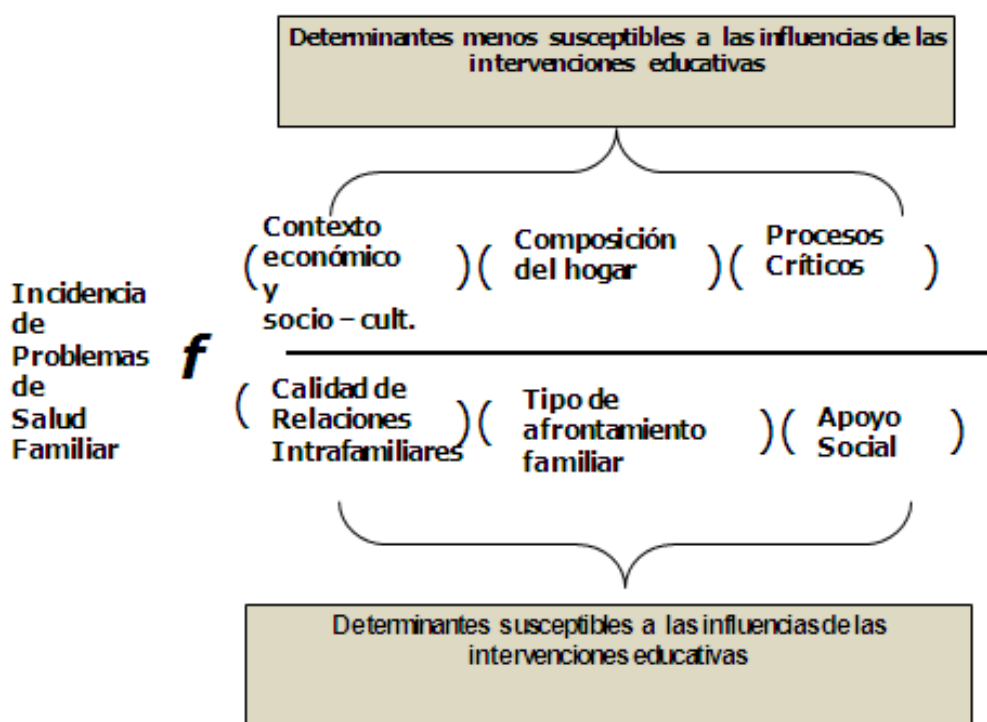 Determinantes menos susceptibles a las influencias de las
intervenciones educativas
Contexto
económico
y
socio – cult.
( ) ( Composición
del hogar ) ( Procesos
Críticos )
Incidencia
de
Problemas
de
Salud
Familiar
f
( Calidad de
Relaciones
Intrafamiliares
) ( Tipo de
afrontamiento
familiar
) ( Apoyo
Social )
Determinantes susceptibles a las influencias de las
intervenciones educativas